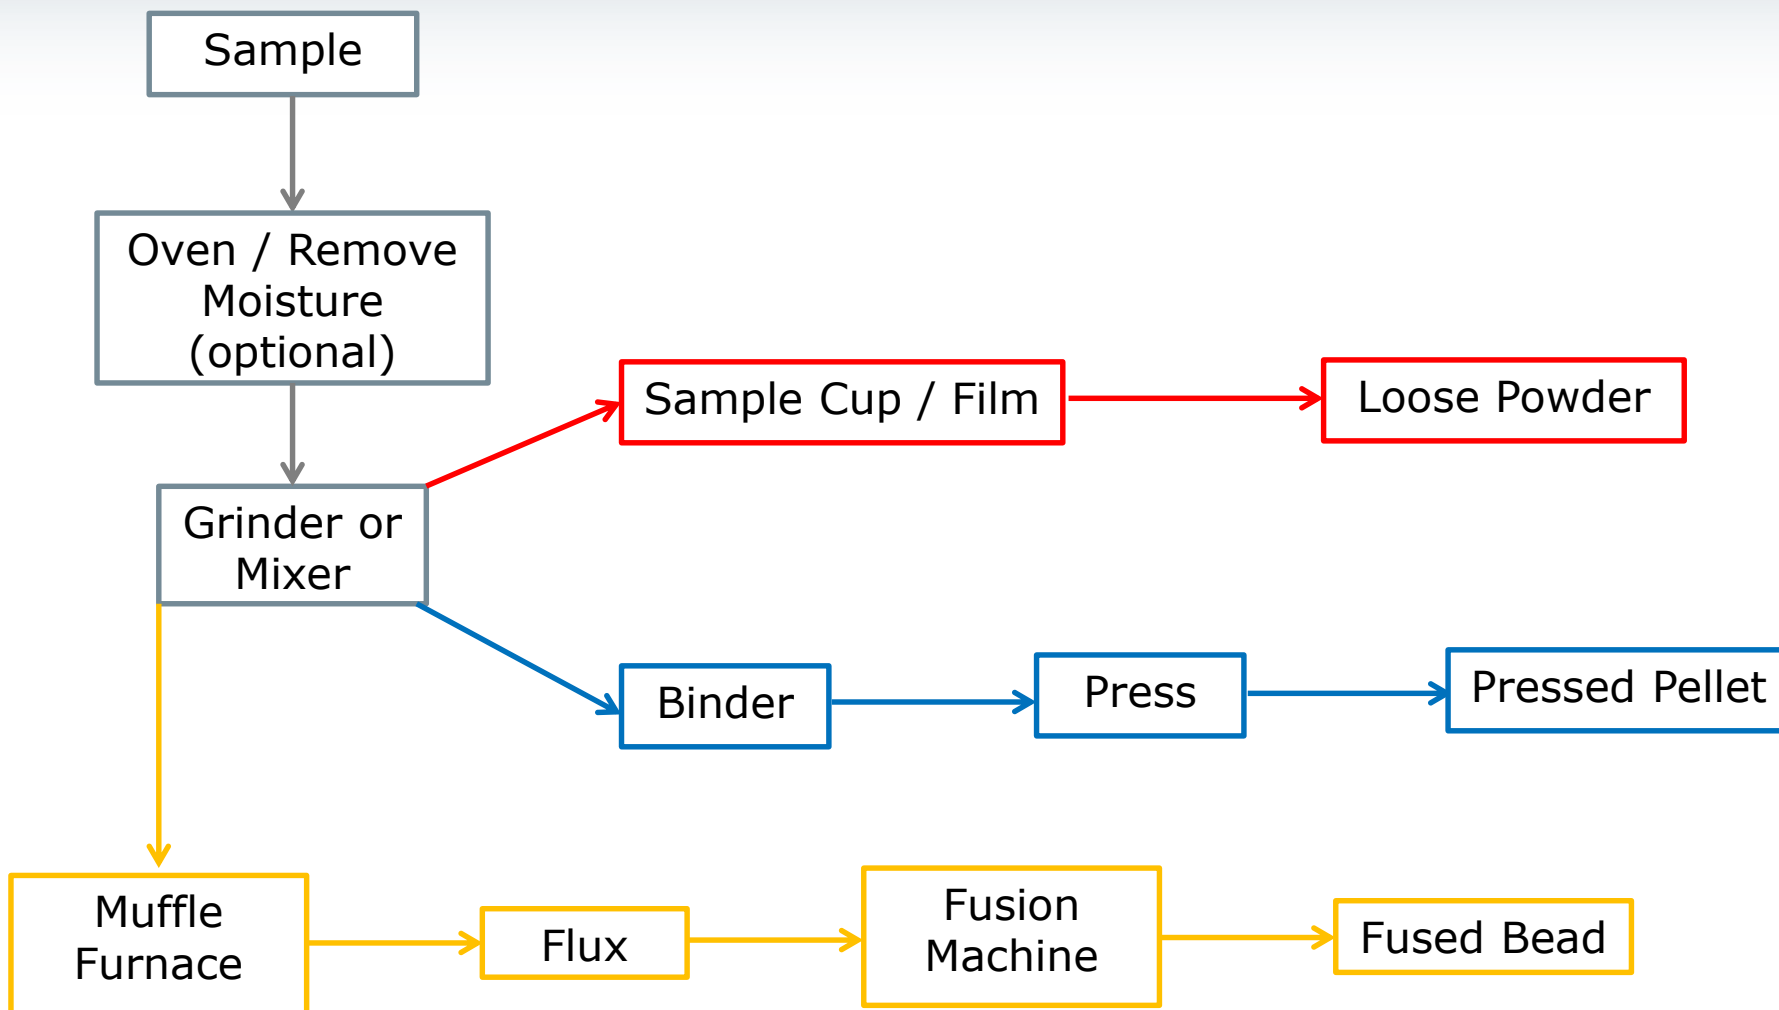 Sample
Oven / Remove
Moisture
(optional)
Sample Cup / Film
Loose Powder
Grinder or
Mixer
Binder
Press
Pressed Pellet
Muffle
Furnace
Flux
Fusion
Machine
Fused Bead